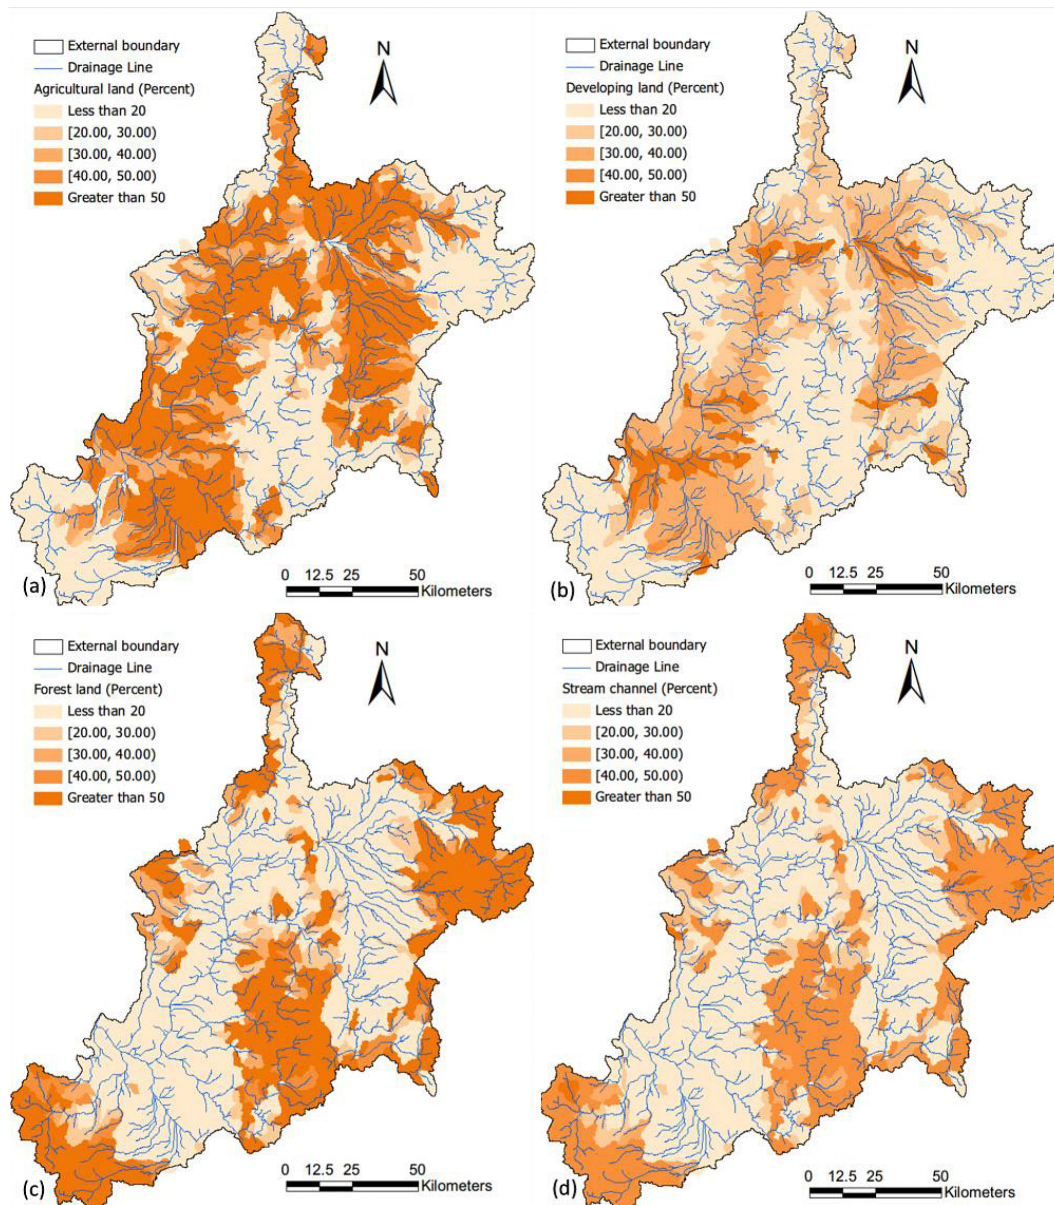 External boundary
Drainage Line
Agricultural land (Percent)
Less than 20
[20.00, 30.00)
[30.00, 40.00)
[40.00, 50.00)
Greater than 50
N
0 12.5 25 50
Kilometers
(a)
External boundary
Drainage Line
Developing land (Percent)
Less than 20
[20.00, 30.00)
[30.00, 40.00)
[40.00, 50.00)
Greater than 50
N
0 12.5 25 50
Kilometers
(b)
External boundary
Drainage Line
Forest land (Percent)
Less than 20
[20.00, 30.00)
[30.00, 40.00)
[40.00, 50.00)
Greater than 50
N
0 12.5 25 50
Kilometers
(c)
External boundary
Drainage Line
Stream channel (Percent)
Less than 20
[20.00, 30.00)
[30.00, 40.00)
[40.00, 50.00)
Greater than 50
N
0 12.5 25 50
Kilometers
(d)